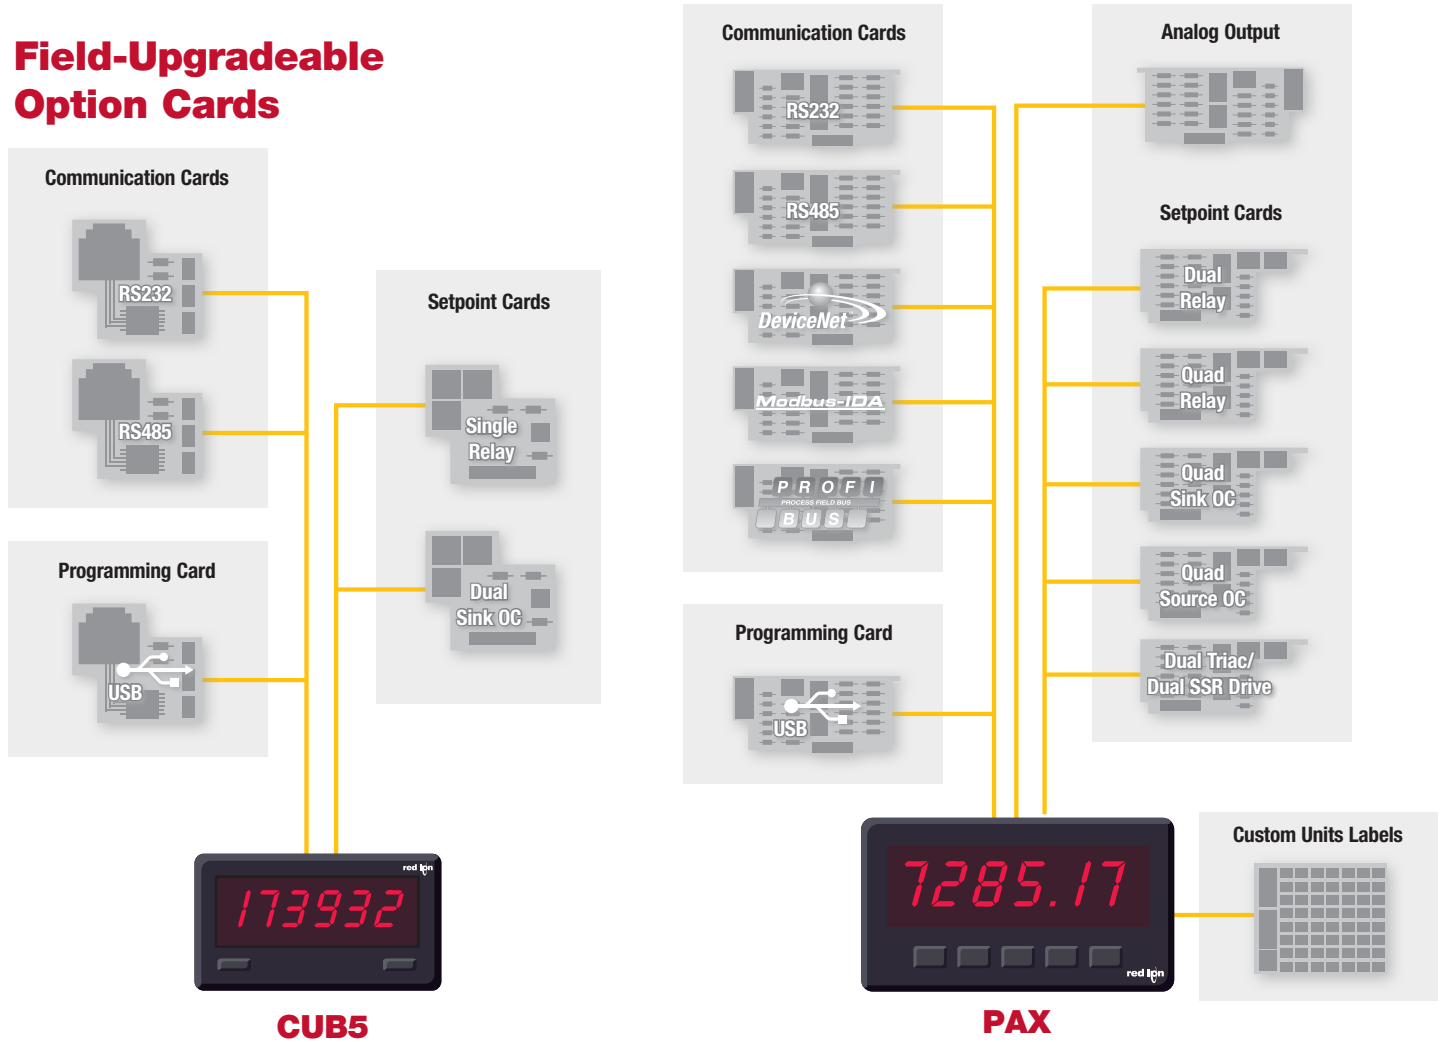 Field-Upgradeable
Option Cards
Communication Cards
RS232
RS485
Programming Card
USB
Setpoint Cards
Single
Relay
Dual
Sink OC
red lion
173932
CUB5
Communication Cards
RS232
RS485
DeviceNet
Modbus-IDA
PROFI
PROCESS FIELD BUS
BUS
Programming Card
USB
Analog Output
Setpoint Cards
Dual
Relay
Quad
Relay
Quad
Sink OC
Quad
Source OC
Dual Triac/
Dual SSR Drive
7285.17
red lion
PAX
Custom Units Labels